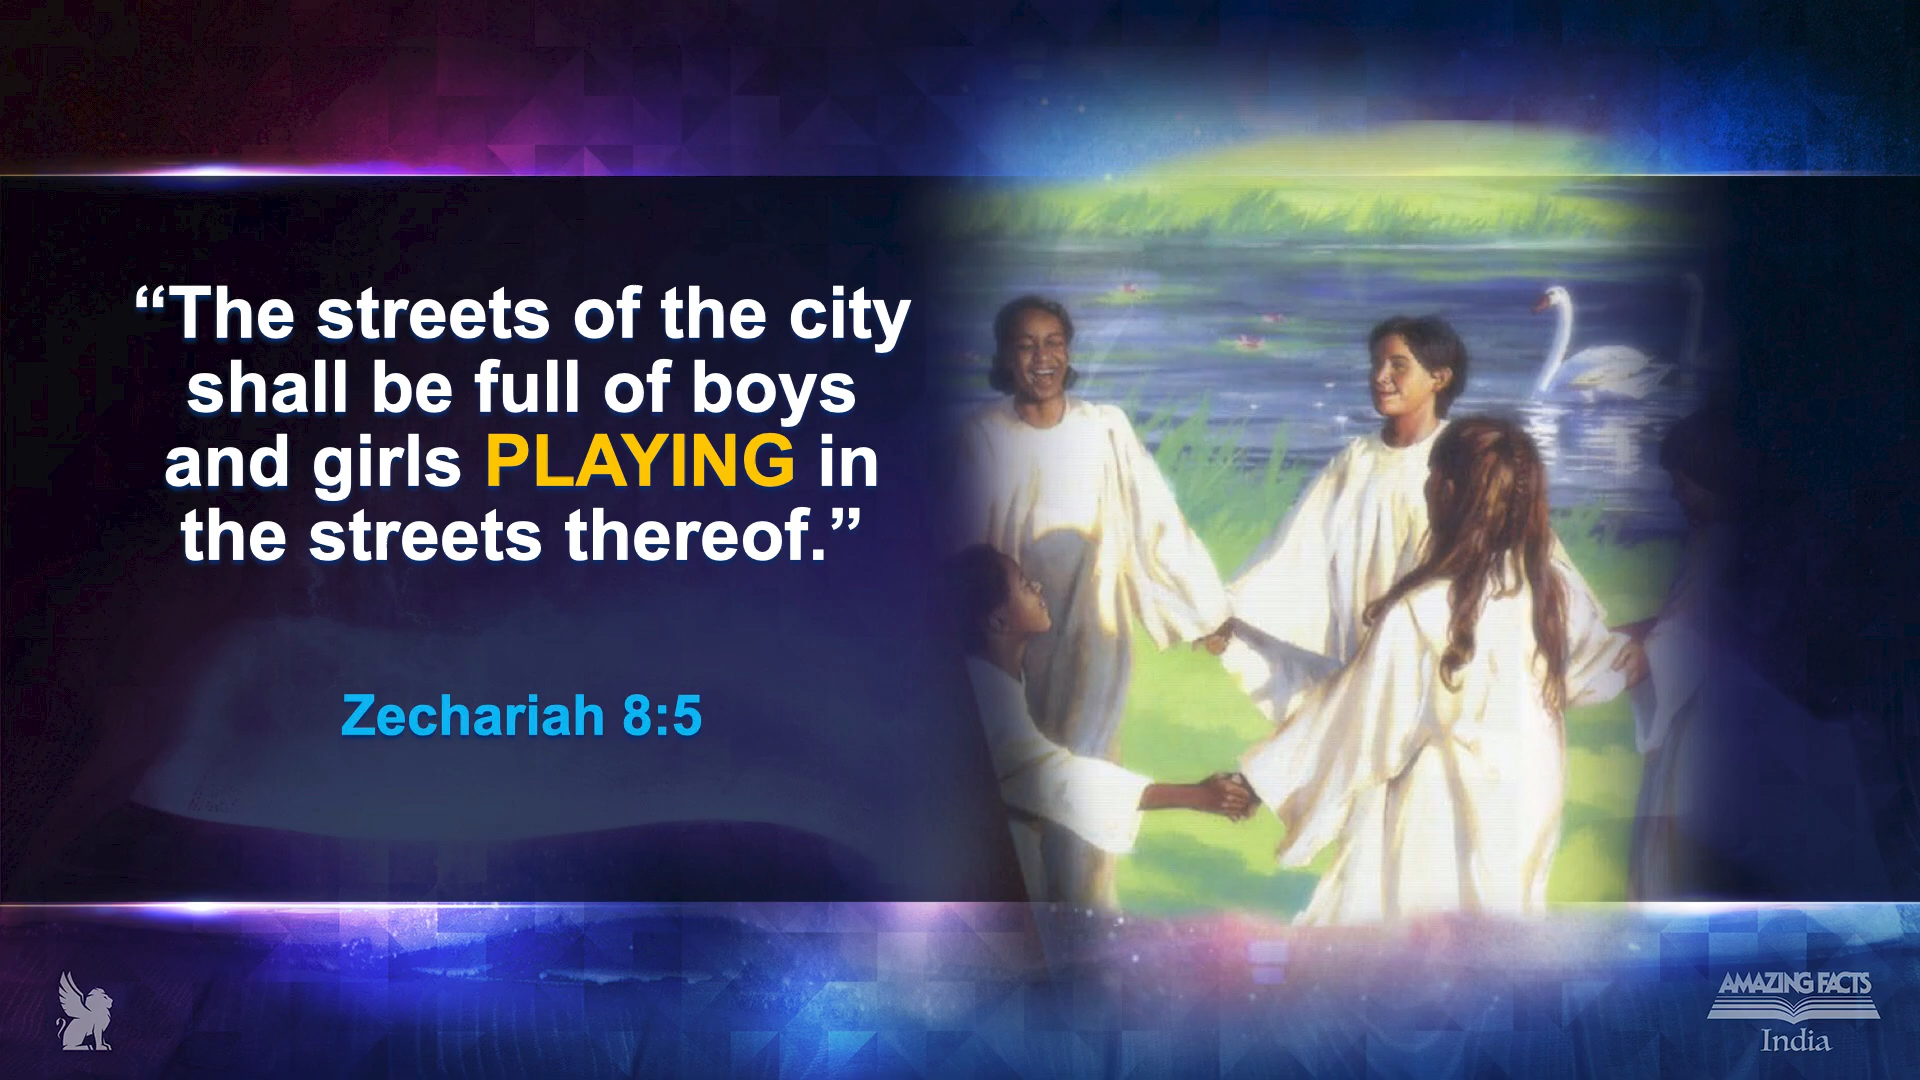 “The streets of the city
shall be full of boys
and girls PLAYING in
the streets thereof.”
Zechariah 8:5
AMAZING FACTS
India